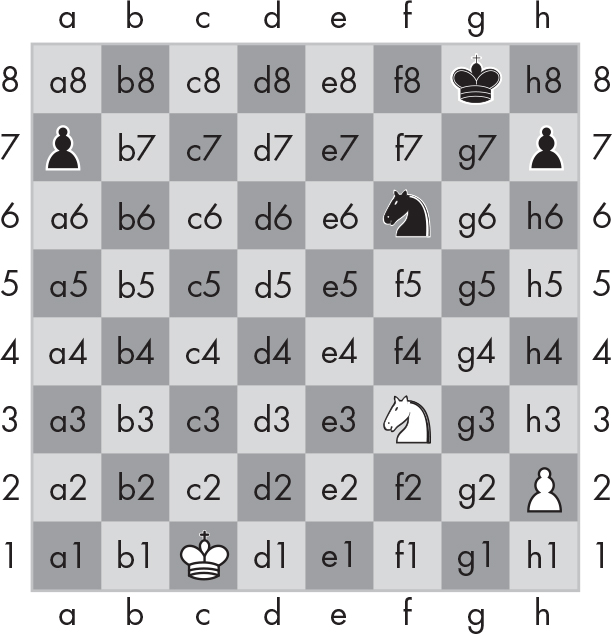 a b c d e f g h
8 a8 b8 c8 d8 e8 f8 h8 8
7 b7 c7 d7 e7 f7 g7 7
6 a6 b6 c6 d6 e6 g6 h6 6
5 a5 b5 c5 d5 e5 f5 g5 h5 5
4 a4 b4 c4 d4 e4 f4 g4 h4 4
3 a3 b3 c3 d3 e3 g3 h3 3
2 a2 b2 c2 d2 e2 f2 g2 2
1 a1 b1 d1 e1 f1 g1 h1 1
a b c d e f g h